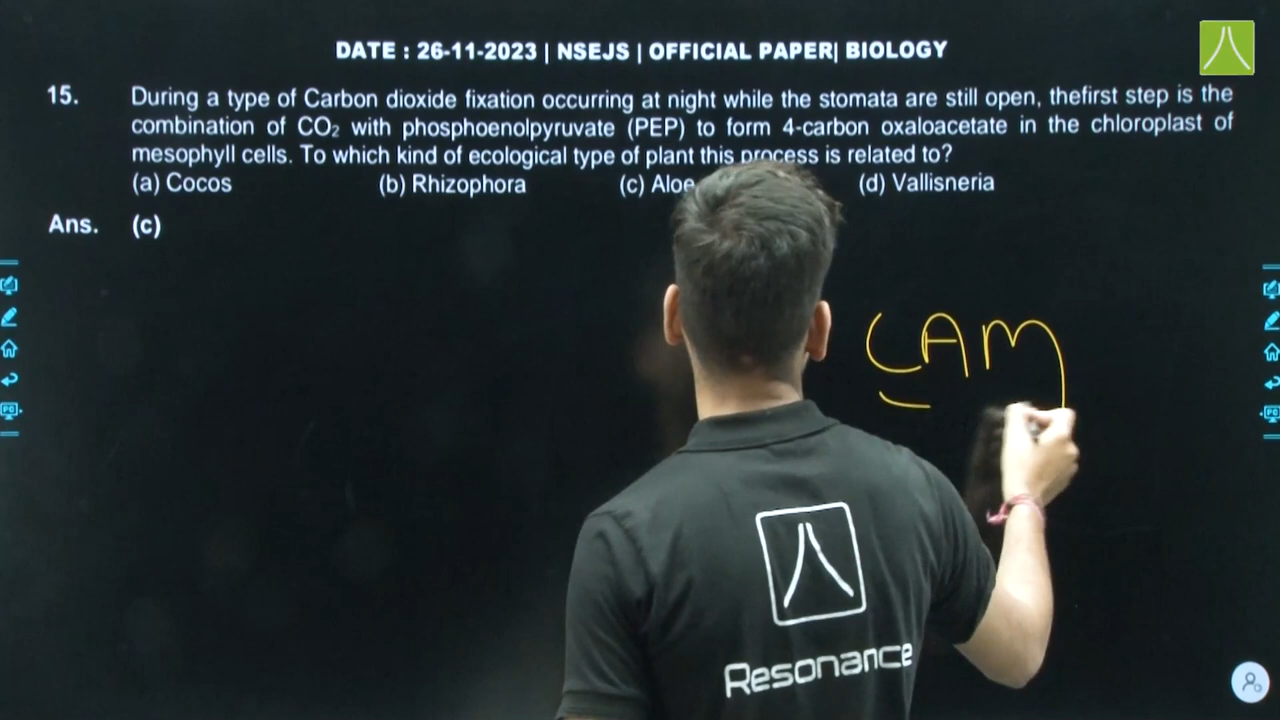 DATE : 26-11-2023 | NSEJS | OFFICIAL PAPER| BIOLOGY
15. During a type of Carbon dioxide fixation occurring at night while the stomata are still open, thefirst step is the
combination of CO₂ with phosphoenolpyruvate (PEP) to form 4-carbon oxaloacetate in the chloroplast of
mesophyll cells. To which kind of ecological type of plant this process is related to?
(a) Cocos (b) Rhizophora (c) Aloe (d) Vallisneria
Ans. (c)
CAM
Resonance
PC
PC